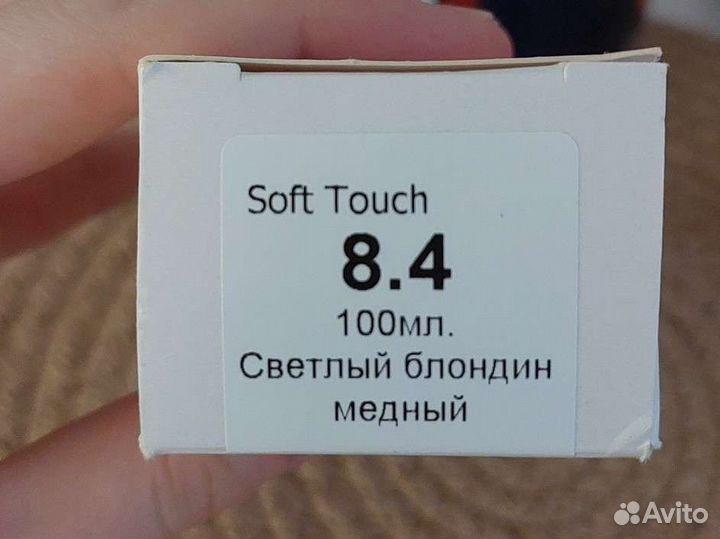 Soft Touch
8.4
100мл.
Светлый блондин
медный
Avito